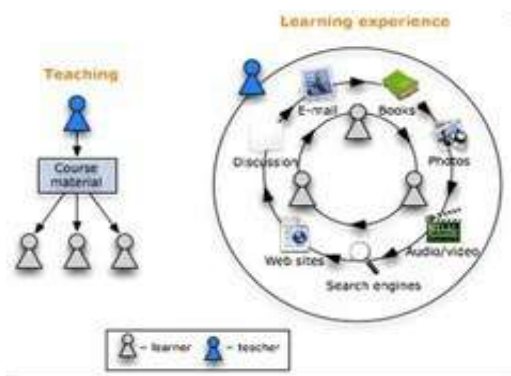 Learning experience
Teaching
E-mail
Books
Course
material
Discussion
Photos
Web sites
Audio/video
Search engines
- learner
- teacher